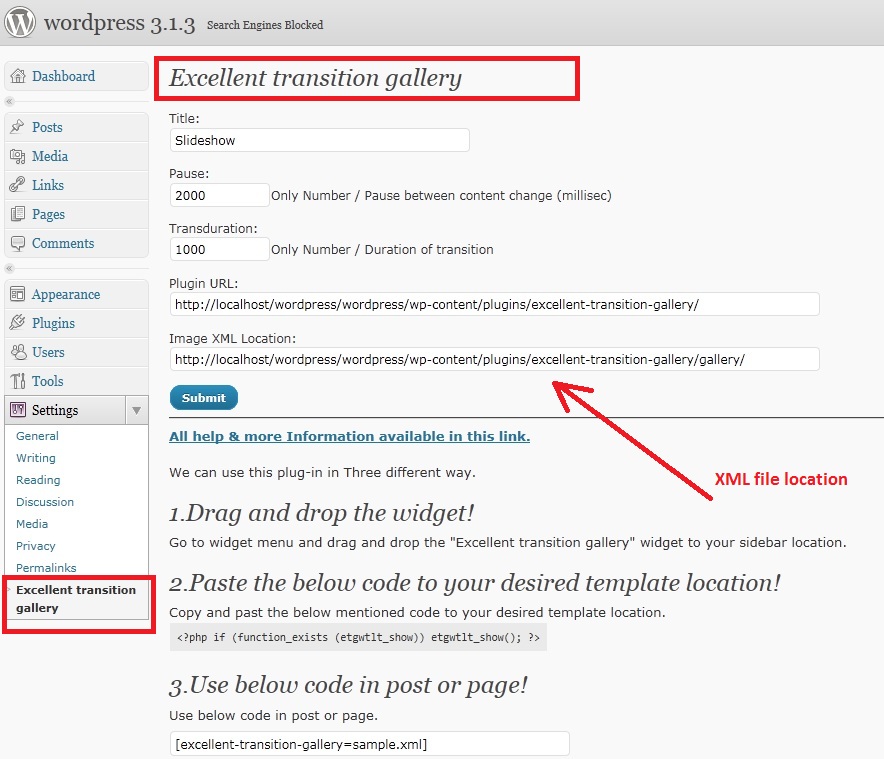 wordpress 3.1.3 Search Engines Blocked
Dashboard
Posts
Media
Links
Pages
Comments
Appearance
Plugins
Users
Tools
Settings
General
Writing
Reading
Discussion
Media
Privacy
Permalinks
Excellent transition
gallery
Excellent transition gallery
Title:
Slideshow
Pause:
2000 Only Number / Pause between content change (millisec)
Transduration:
1000 Only Number / Duration of transition
Plugin URL:
http://localhost/wordpress/wordpress/wp-content/plugins/excellent-transition-gallery/
Image XML Location:
http://localhost/wordpress/wordpress/wp-content/plugins/excellent-transition-gallery/gallery/
Submit
All help & more Information available in this link.
We can use this plug-in in Three different way.
XML file location
1.Drag and drop the widget!
Go to widget menu and drag and drop the "Excellent transition gallery" widget to your sidebar location.
2.Paste the below code to your desired template location!
Copy and past the below mentioned code to your desired template location.
<?php if (function_exists (etgwtlt_show)) etgwtlt_show(); ?>
3.Use below code in post or page!
Use below code in post or page.
[excellent-transition-gallery=sample.xml]